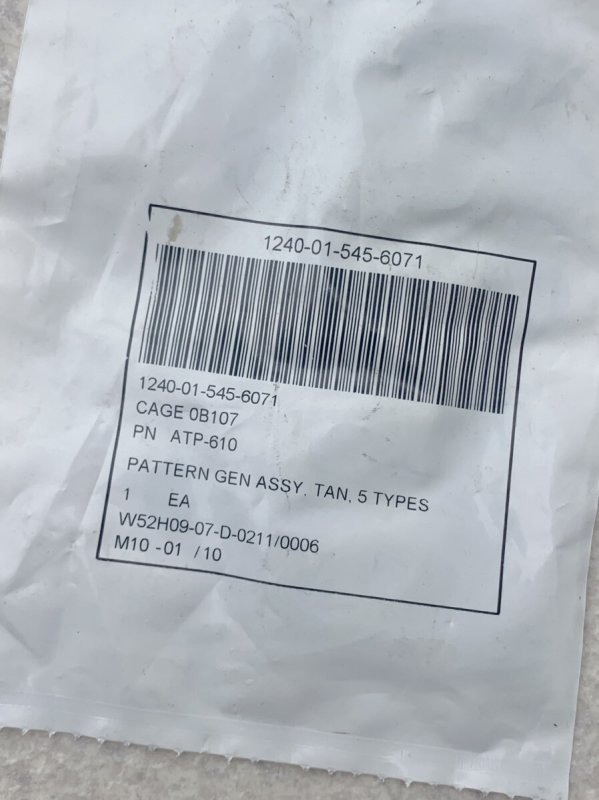 1240-01-545-6071
1240-01-545-6071
CAGE 0B107
PN ATP-610
PATTERN GEN ASSY, TAN, 5 TYPES
1 EA
W52H09-07-D-0211/0006
M10 -01 /10